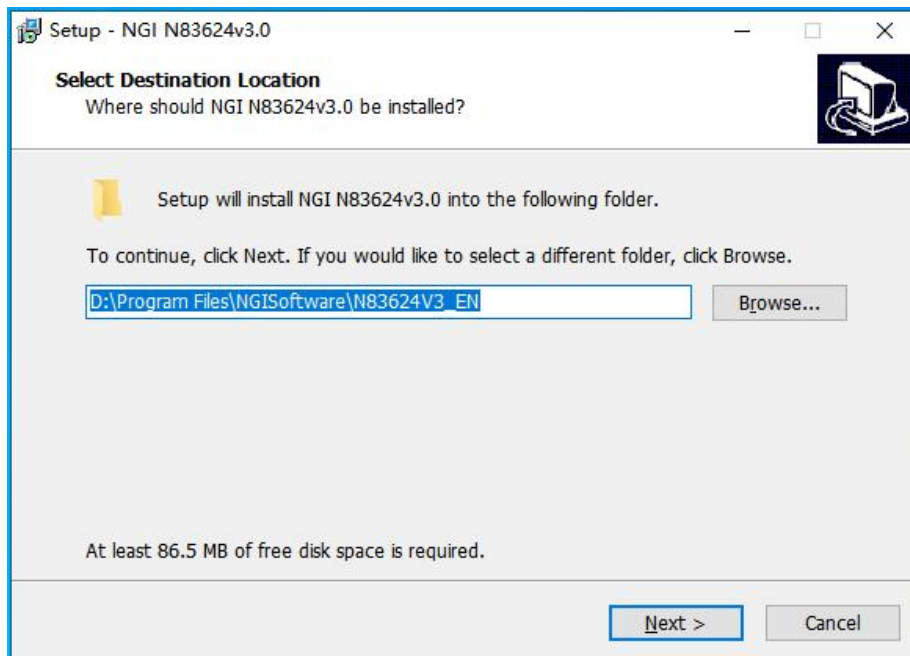 Setup - NGI N83624v3.0
Select Destination Location
Where should NGI N83624v3.0 be installed?
Setup will install NGI N83624v3.0 into the following folder.
To continue, click Next. If you would like to select a different folder, click Browse.
D:\Program Files\NGISoftware\N83624V3_EN
Browse...
At least 86.5 MB of free disk space is required.
Next >
Cancel